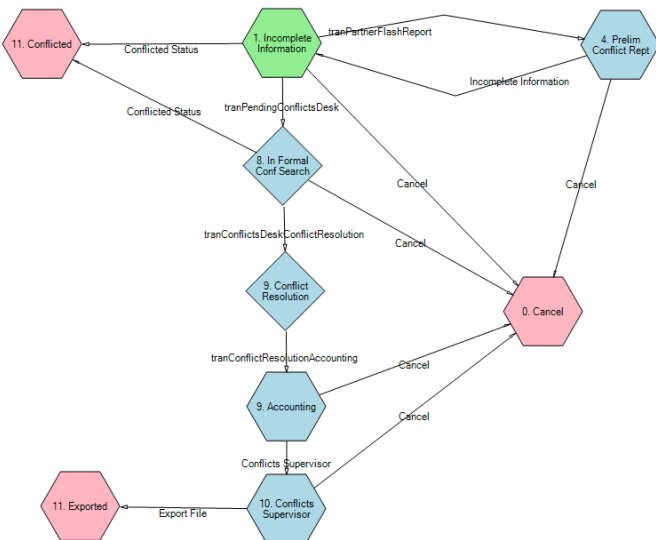 tranPartnerFlashReport
11. Conflicted
1. Incomplete
Information
4. Prelim
Conflict Rept
Conflicted Status
Incomplete Information
tranPendingConflictsDesk
Conflicted Status
8. In Formal
Conf Search
Cancel
Cancel
tranConflictsDeskConflictResolution
Cancel
9. Conflict
Resolution
0. Cancel
tranConflictResolutionAccounting
Cancel
9. Accounting
Cancel
Conflicts Supervisor
11. Exported
10. Conflicts
Supervisor
Export File